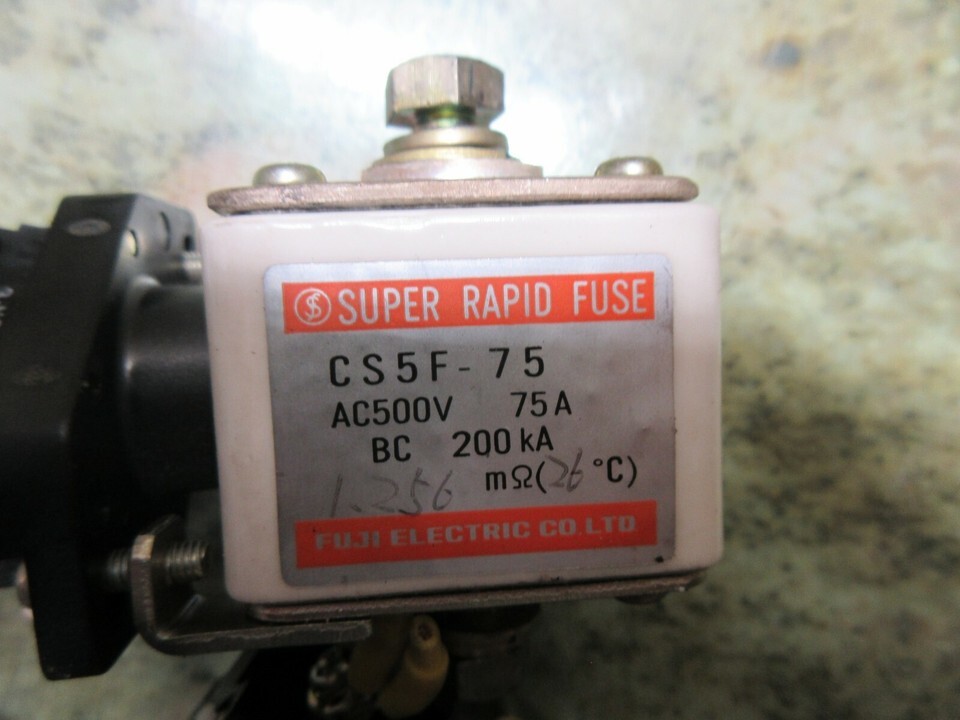 SUPER RAPID FUSE
CS5F-75
AC500V 75A
BC 200kA
1.256 mΩ(26°C)
FUJI ELECTRIC CO.LTD.